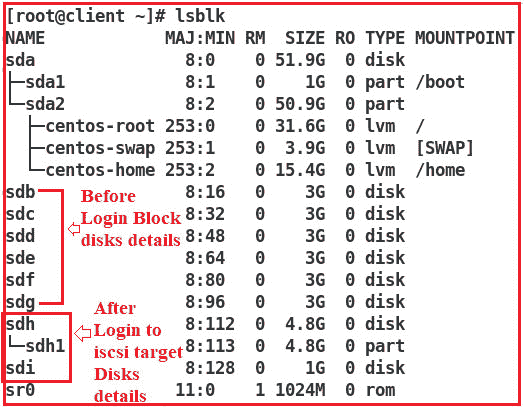 [root@client ~]# lsblk
NAME MAJ:MIN RM SIZE RO TYPE MOUNTPOINT
sda 8:0 0 51.9G 0 disk
├─sda1 8:1 0 1G 0 part /boot
└─sda2 8:2 0 50.9G 0 part
├─centos-root 253:0 0 31.6G 0 lvm /
├─centos-swap 253:1 0 3.9G 0 lvm [SWAP]
└─centos-home 253:2 0 15.4G 0 lvm /home
sdb 8:16 0 3G 0 disk
sdc 8:32 0 3G 0 disk
sdd 8:48 0 3G 0 disk
sde 8:64 0 3G 0 disk
sdf 8:80 0 3G 0 disk
sdg 8:96 0 3G 0 disk
sdh 8:112 0 4.8G 0 disk
└─sdh1 8:113 0 4.8G 0 part
sdi 8:128 0 1G 0 disk
sr0 11:0 1 1024M 0 rom
Before
Login Block
disks details
After
Login to
iscsi target
Disks
details